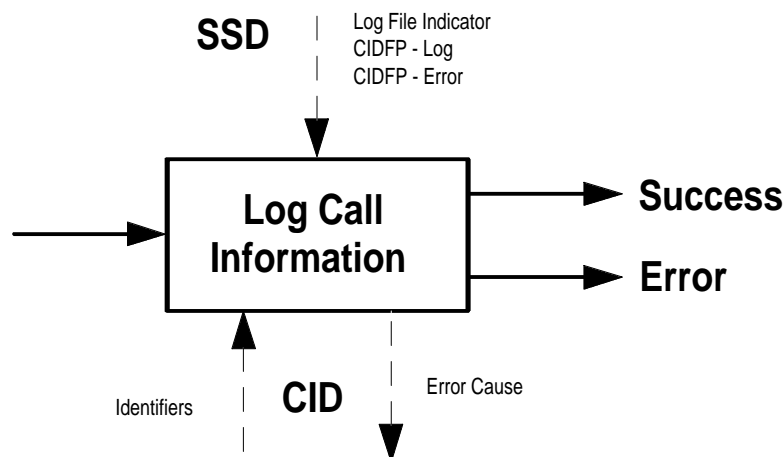 SSD
Log File Indicator
CIDFP - Log
CIDFP - Error
Log Call
Information
Success
Error
Identifiers
CID
Error Cause